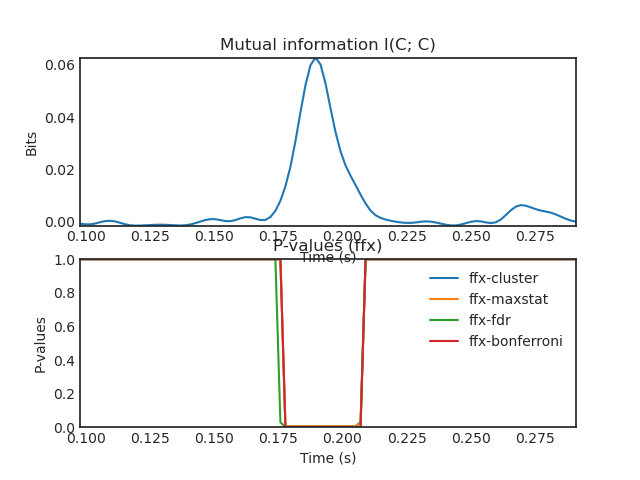 Mutual information I(C; C)
0.06
0.04
0.02
0.00
Bits
0.100 0.125 0.150 0.175 0.200 0.225 0.250 0.275
Time (s)
P-values (ffx)
1.0
0.8
0.6
0.4
0.2
0.0
P-values
ffx-cluster
ffx-maxstat
ffx-fdr
ffx-bonferroni
0.100 0.125 0.150 0.175 0.200 0.225 0.250 0.275
Time (s)